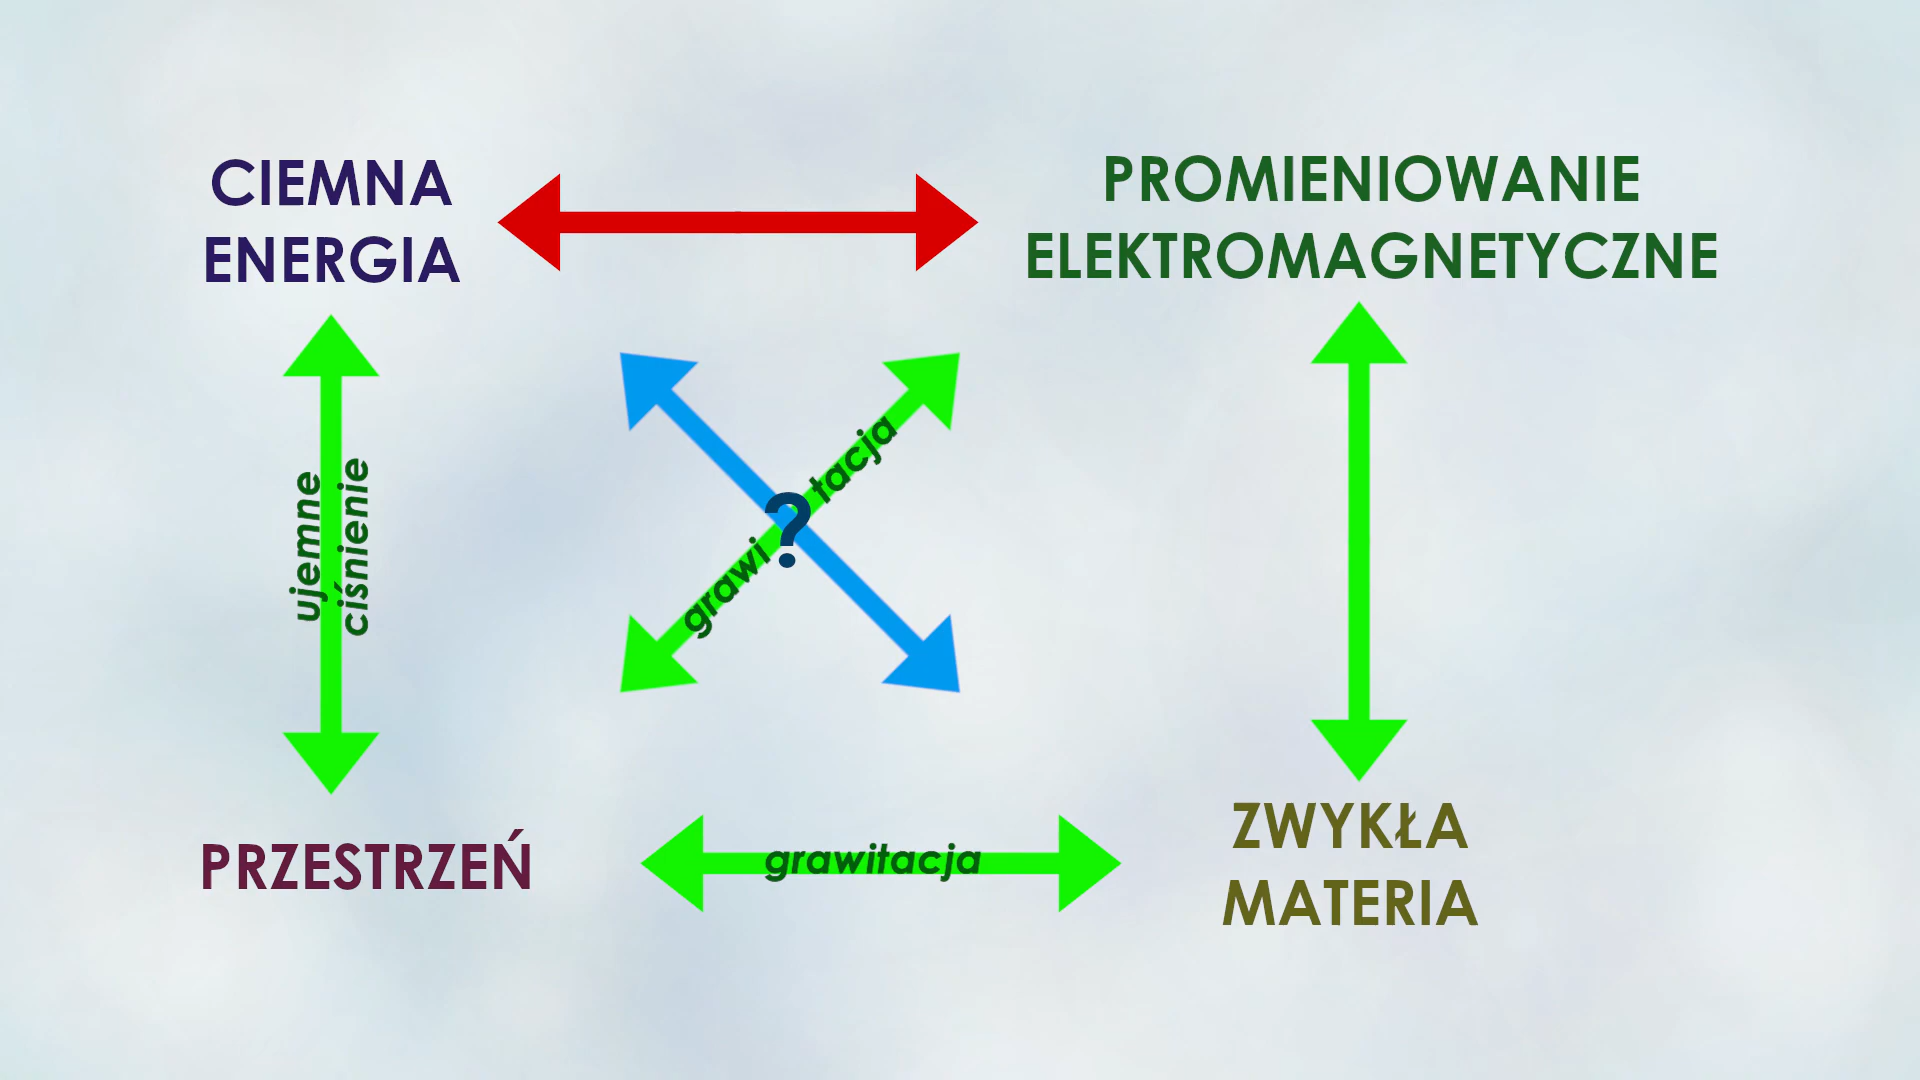 CIEMNA
ENERGIA
PROMIENIOWANIE
ELEKTROMAGNETYCZNE
ujemne
ciśnienie
grawi ? tacja
PRZESTRZEŃ
grawitacja
ZWYKŁA
MATERIA